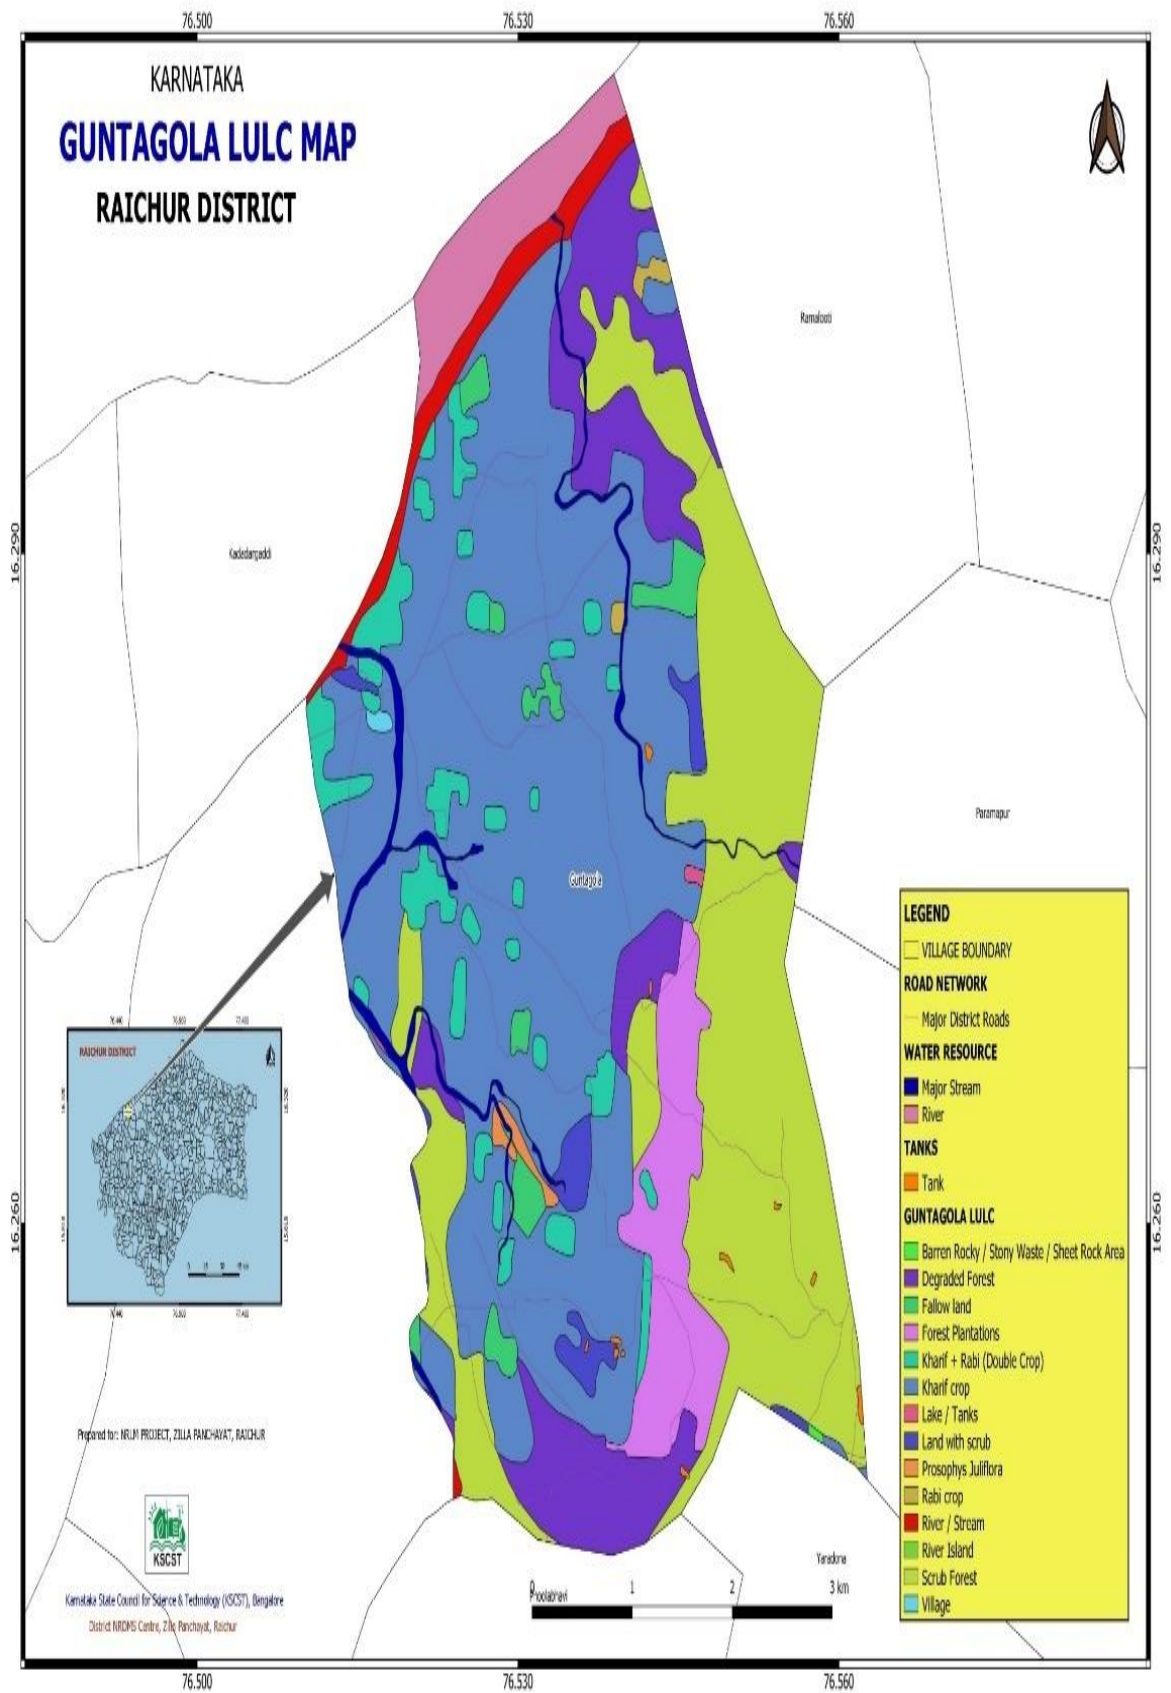 76.500 76.530 76.560
KARNATAKA
GUNTAGOLA LULC MAP
RAICHUR DISTRICT
Ramalooti
16.290
16.290
Kadadargaddi
Paramapur
Guntagola
LEGEND
VILLAGE BOUNDARY
ROAD NETWORK
Major District Roads
WATER RESOURCE
Major Stream
River
TANKS
Tank
GUNTAGOLA LULC
Barren Rocky / Stony Waste / Sheet Rock Area
Degraded Forest
Fallow land
Forest Plantations
Kharif + Rabi (Double Crop)
Kharif crop
Lake / Tanks
Land with scrub
Prosophys Juliflora
Rabi crop
River / Stream
River Island
Scrub Forest
Village
RAICHUR DISTRICT
16.260
16.260
Prepared for: NRLM PROJECT, ZILLA PANCHAYAT, RAICHUR
KSCST
Karnataka State Council for Science & Technology (KSCST), Bangalore
District NRDMS Centre, Zilla Panchayat, Raichur
Yaradona
0 1 2 3 km
Phoolabhavi
76.500 76.530 76.560